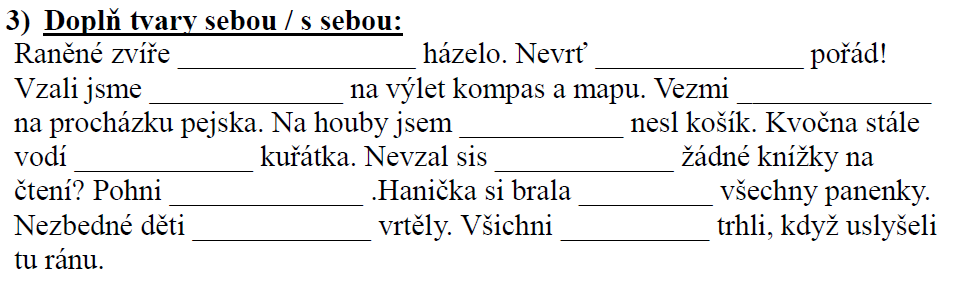 3) Doplň tvary sebou / s sebou:
Raněné zvíře ________________ házelo. Nevrť ______________ pořád!
Vzali jsme _____________ na výlet kompas a mapu. Vezmi _____________
na procházku pejska. Na houby jsem ___________ nesl košík. Kvočna stále
vodí ____________ kuřátka. Nevzal sis ____________ žádné knížky na
čtení? Pohni _____________ .Hanička si brala _________ všechny panenky.
Nezbedné děti ____________ vrtěly. Všichni __________ trhli, když uslyšeli
tu ránu.